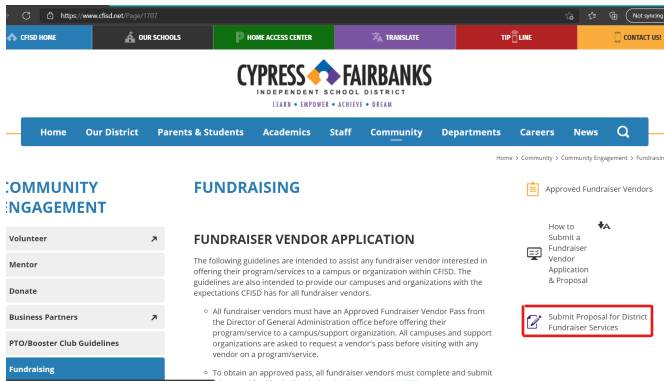 https://www.cfisd.net/Page/1707
Not syncing
CFISD HOME
OUR SCHOOLS
HOME ACCESS CENTER
TRANSLATE
TIP LINE
CONTACT US!
CYPRESS FAIRBANKS
INDEPENDENT SCHOOL DISTRICT
LEARN • EMPOWER • ACHIEVE • DREAM
Home Our District Parents & Students Academics Staff Community Departments Careers News
Home > Community > Community Engagement > Fundraisin
COMMUNITY
ENGAGEMENT
Volunteer
Mentor
Donate
Business Partners
PTO/Booster Club Guidelines
Fundraising
FUNDRAISING
FUNDRAISER VENDOR APPLICATION
The following guidelines are intended to assist any fundraiser vendor interested in
offering their program/services to a campus or organization within CFISD. The
guidelines are also intended to provide our campuses and organizations with the
expectations CFISD has for all fundraiser vendors.
All fundraiser vendors must have an Approved Fundraiser Vendor Pass from
the Director of General Administration office before offering their
program/service to a campus/support organization. All campuses and support
organizations are asked to request a vendor's pass before visiting with any
vendor on a program/service.
To obtain an approved pass, all fundraiser vendors must complete and submit
Approved Fundraiser Vendors
How to
Submit a
Fundraiser
Vendor
Application
& Proposal
Submit Proposal for District
Fundraiser Services